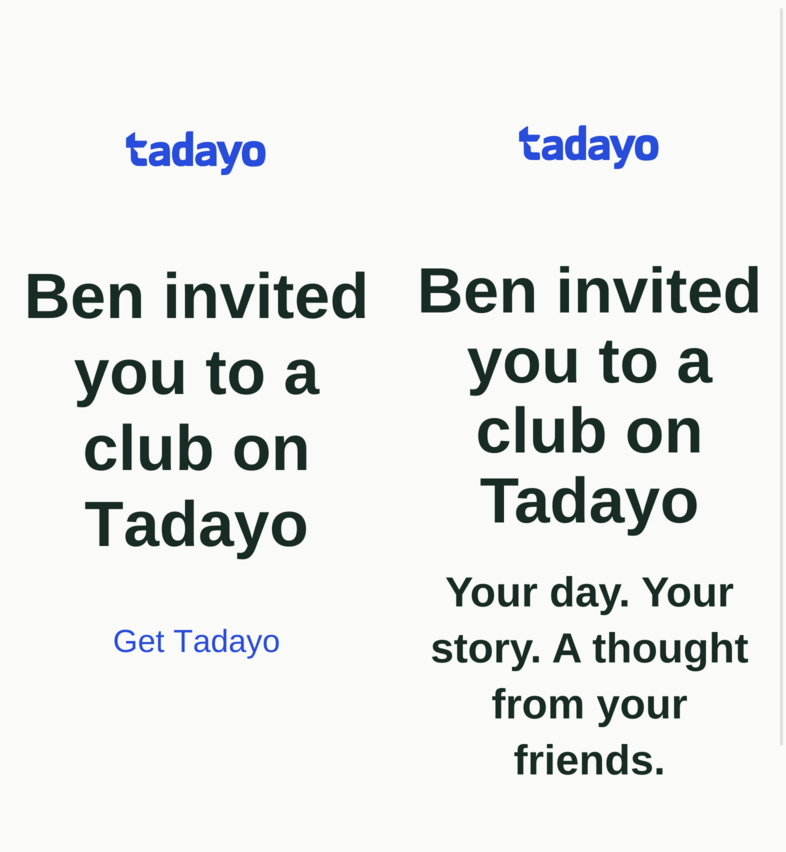 tadayo
Ben invited
you to a
club on
Tadayo
Get Tadayo
tadayo
Ben invited
you to a
club on
Tadayo
Your day. Your
story. A thought
from your
friends.